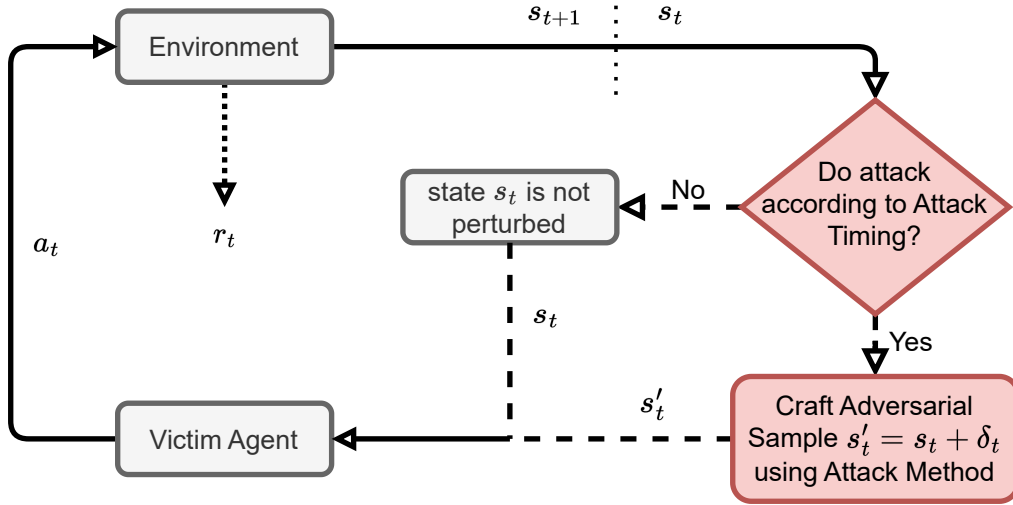 s_{t+1}
s_t
Environment
Do attack
according to Attack
Timing?
No
state s_t is not
perturbed
r_t
a_t
s_t
Yes
s'_t
Craft Adversarial
Sample s'_t = s_t + δ_t
using Attack Method
Victim Agent